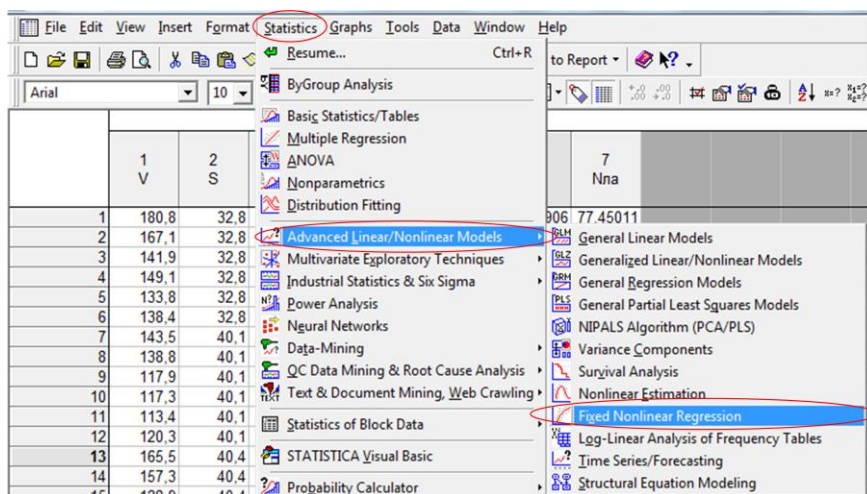 File Edit View Insert Format Statistics Graphs Tools Data Window Help
Resume... Ctrl+R
to Report
Arial 10
ByGroup Analysis
Basic Statistics/Tables
Multiple Regression
ANOVA
Nonparametrics
Distribution Fitting
Advanced Linear/Nonlinear Models
Multivariate Exploratory Techniques
Industrial Statistics & Six Sigma
Power Analysis
Neural Networks
Data-Mining
QC Data Mining & Root Cause Analysis
Text & Document Mining, Web Crawling
Statistics of Block Data
STATISTICA Visual Basic
Probability Calculator
General Linear Models
Generalized Linear/Nonlinear Models
General Regression Models
General Partial Least Squares Models
NIPALS Algorithm (PCA/PLS)
Variance Components
Survival Analysis
Nonlinear Estimation
Fixed Nonlinear Regression
Log-Linear Analysis of Frequency Tables
Time Series/Forecasting
Structural Equation Modeling
1 2 7
V S Nла
1 180,8 32,8 906 77.45011
2 167,1 32,8
3 141,9 32,8
4 149,1 32,8
5 133,8 32,8
6 138,4 32,8
7 143,5 40,1
8 138,8 40,1
9 117,9 40,1
10 117,3 40,1
11 113,4 40,1
12 120,3 40,1
13 165,5 40,4
14 157,3 40,4